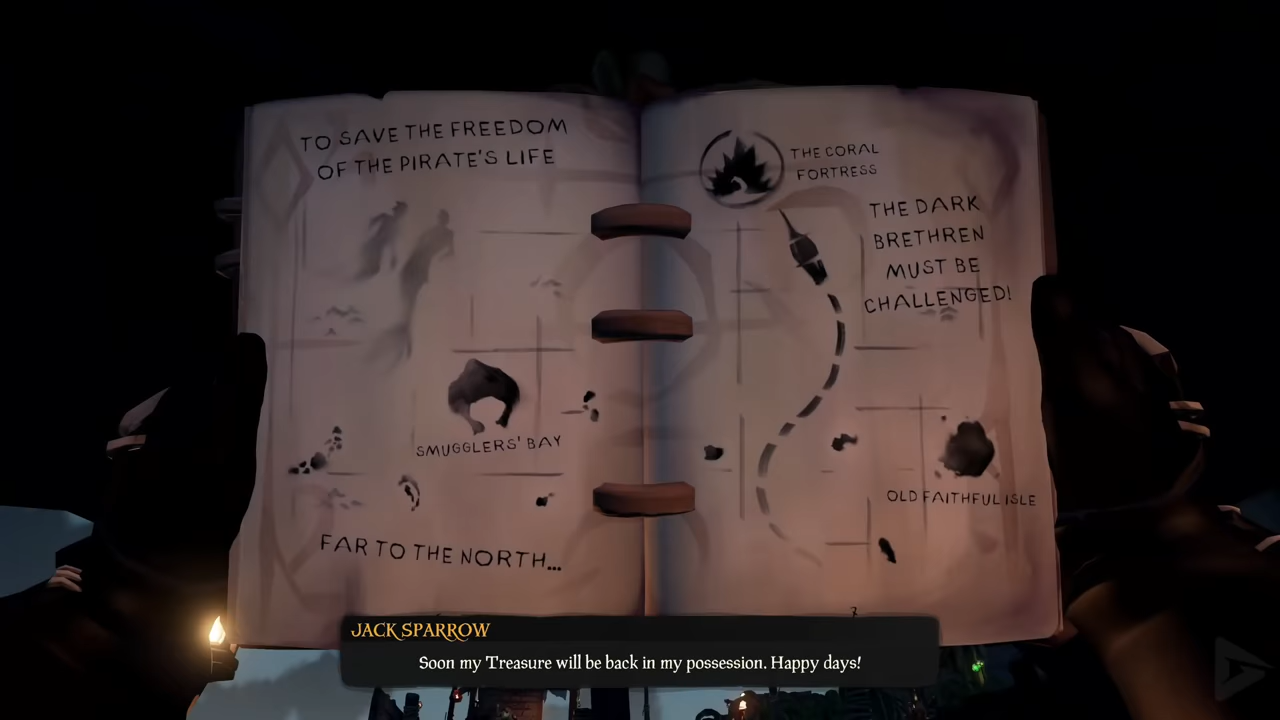 TO SAVE THE FREEDOM
OF THE PIRATE'S LIFE
SMUGGLERS' BAY
FAR TO THE NORTH...
THE CORAL
FORTRESS
THE DARK
BRETHREN
MUST BE
CHALLENGED!
OLD FAITHFUL ISLE
JACK SPARROW
Soon my Treasure will be back in my possession. Happy days!